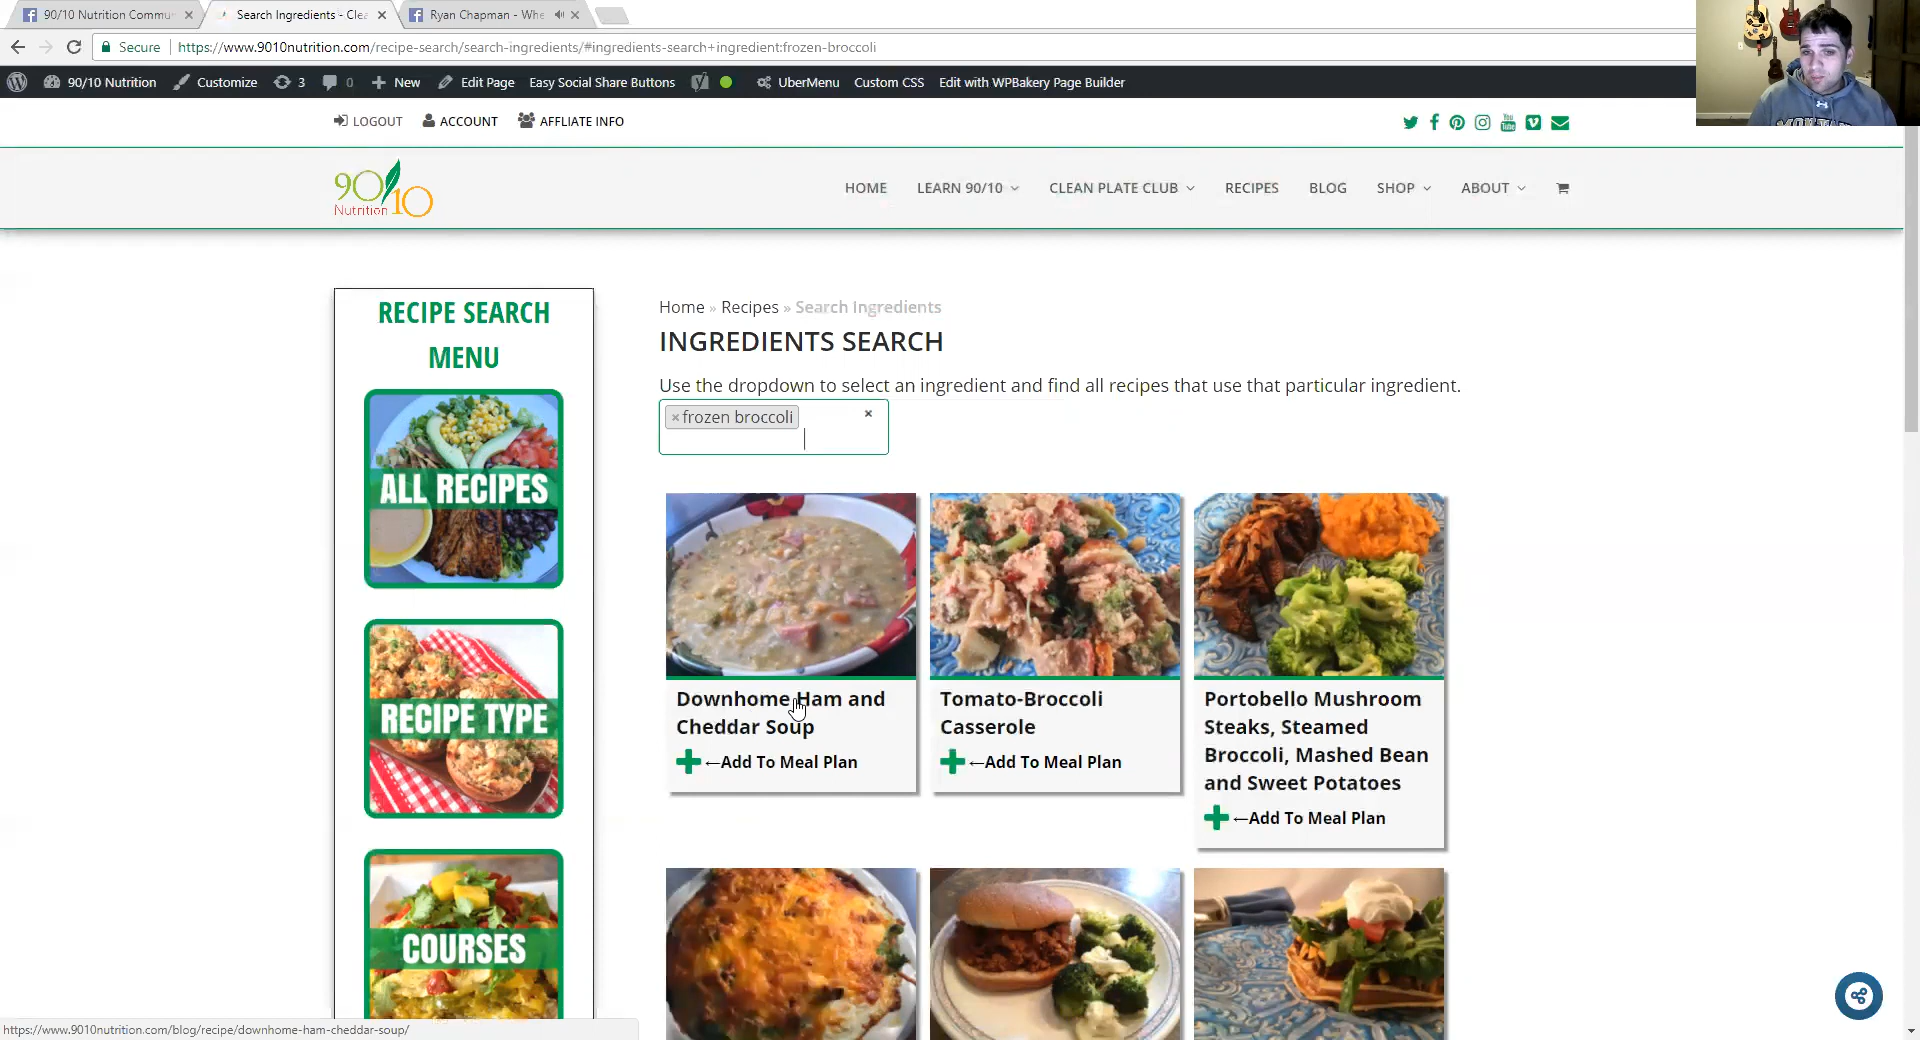 90/10 Nutrition Commu
Search Ingredients - Clea
Ryan Chapman - Whe
Secure
https://www.9010nutrition.com/recipe-search/search-ingredients/#ingredients-search+ingredient:frozen-broccoli
90/10 Nutrition Customize 3 0 New Edit Page Easy Social Share Buttons UberMenu Custom CSS Edit with WPBakery Page Builder
LOGOUT ACCOUNT AFFLIATE INFO
90/10
Nutrition
HOME LEARN 90/10 CLEAN PLATE CLUB RECIPES BLOG SHOP ABOUT
RECIPE SEARCH
MENU
ALL RECIPES
RECIPE TYPE
COURSES
Home » Recipes » Search Ingredients
INGREDIENTS SEARCH
Use the dropdown to select an ingredient and find all recipes that use that particular ingredient.
×frozen broccoli ×
Downhome Ham and
Cheddar Soup
←Add To Meal Plan
Tomato-Broccoli
Casserole
←Add To Meal Plan
Portobello Mushroom
Steaks, Steamed
Broccoli, Mashed Bean
and Sweet Potatoes
←Add To Meal Plan
https://www.9010nutrition.com/blog/recipe/downhome-ham-cheddar-soup/